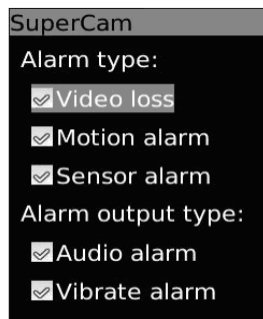 SuperCam
Alarm type:
Video loss
Motion alarm
Sensor alarm
Alarm output type:
Audio alarm
Vibrate alarm